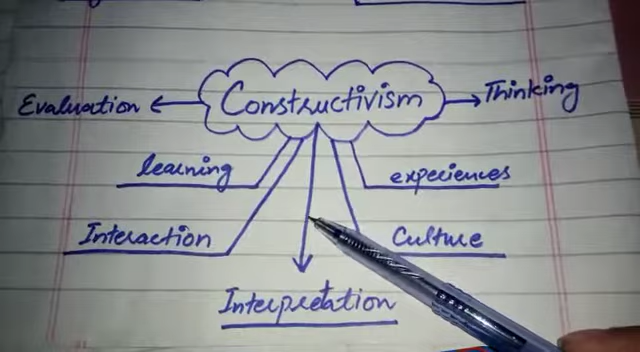 Constructivism
Evaluation
Thinking
learning
experiences
Interaction
Culture
Interpretation